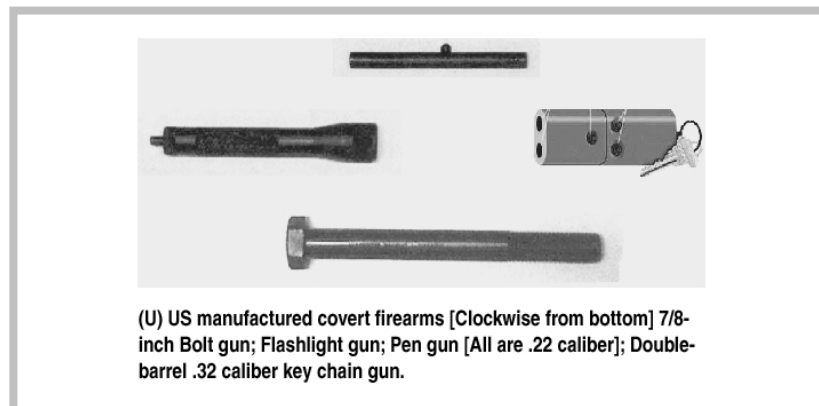 (U) US manufactured covert firearms [Clockwise from bottom] 7/8-
inch Bolt gun; Flashlight gun; Pen gun [All are .22 caliber]; Double-
barrel .32 caliber key chain gun.